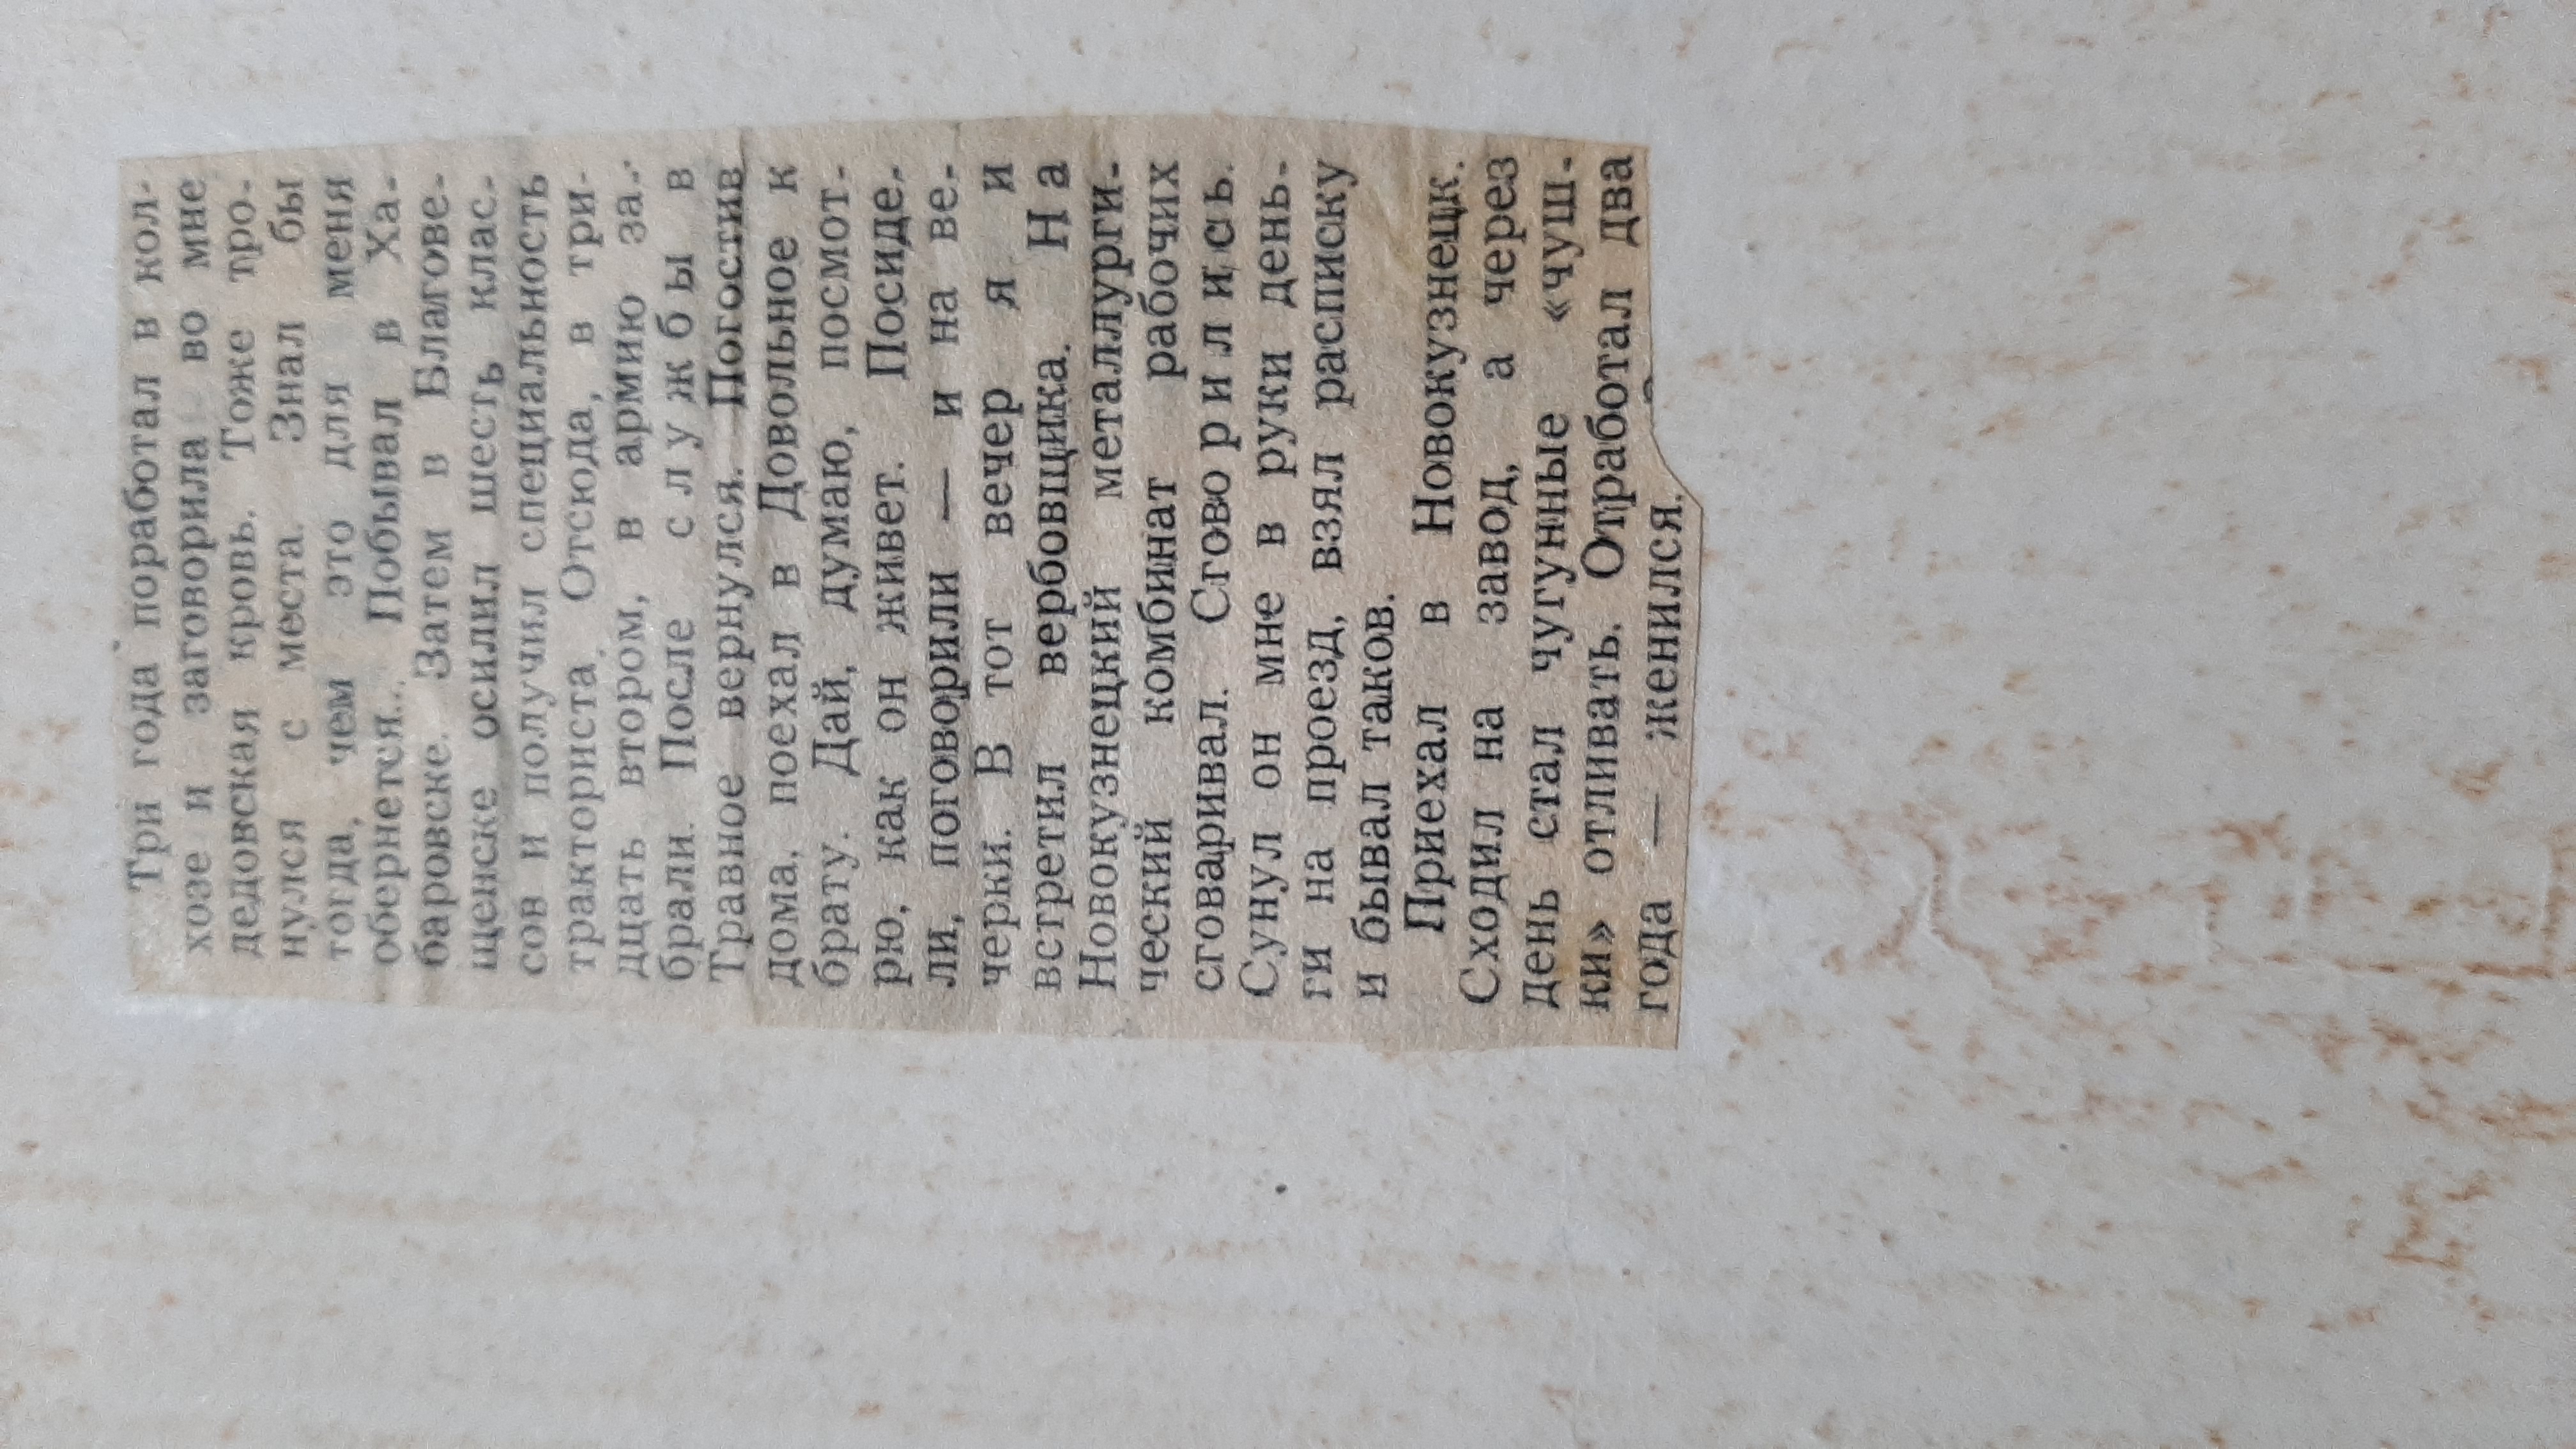 Три года поработал в кол-
хозе и заговорила во мне
дедовская кровь. Тоже тро-
нулся с места. Знал бы
тогда, чем это для меня
обернется... Побывал в Ха-
баровске. Затем в Благове-
щенске осилил шесть клас-
сов и получил специальность
тракториста. Отсюда, в три-
дцать втором, в армию за-
брали. После службы в
Травное вернулся. Погостив
дома, поехал в Довольное к
брату. Дай, думаю, посмот-
рю, как он живет. Посиде-
ли, поговорили — и на ве-
черки. В тот вечер я и
встретил вербовщика. На
Новокузнецкий металлурги-
ческий комбинат рабочих
сговаривал. Сговорились.
Сунул он мне в руки день-
ги на проезд, взял расписку
и бывал таков.
Приехал в Новокузнецк.
Сходил на завод, а через
день стал чугунные «чуш-
ки» отливать. Отработал два
года — женился.